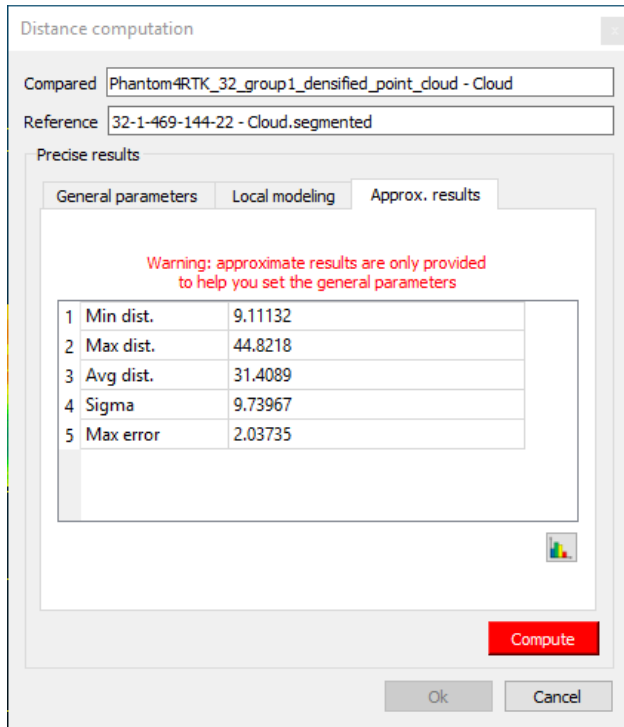 Distance computation
x
Compared Phantom4RTK_32_group1_densified_point_cloud - Cloud
Reference 32-1-469-144-22 - Cloud.segmented
Precise results
General parameters Local modeling Approx. results
Warning: approximate results are only provided
to help you set the general parameters
1 Min dist. 9.11132
2 Max dist. 44.8218
3 Avg dist. 31.4089
4 Sigma 9.73967
5 Max error 2.03735
Compute
Ok Cancel